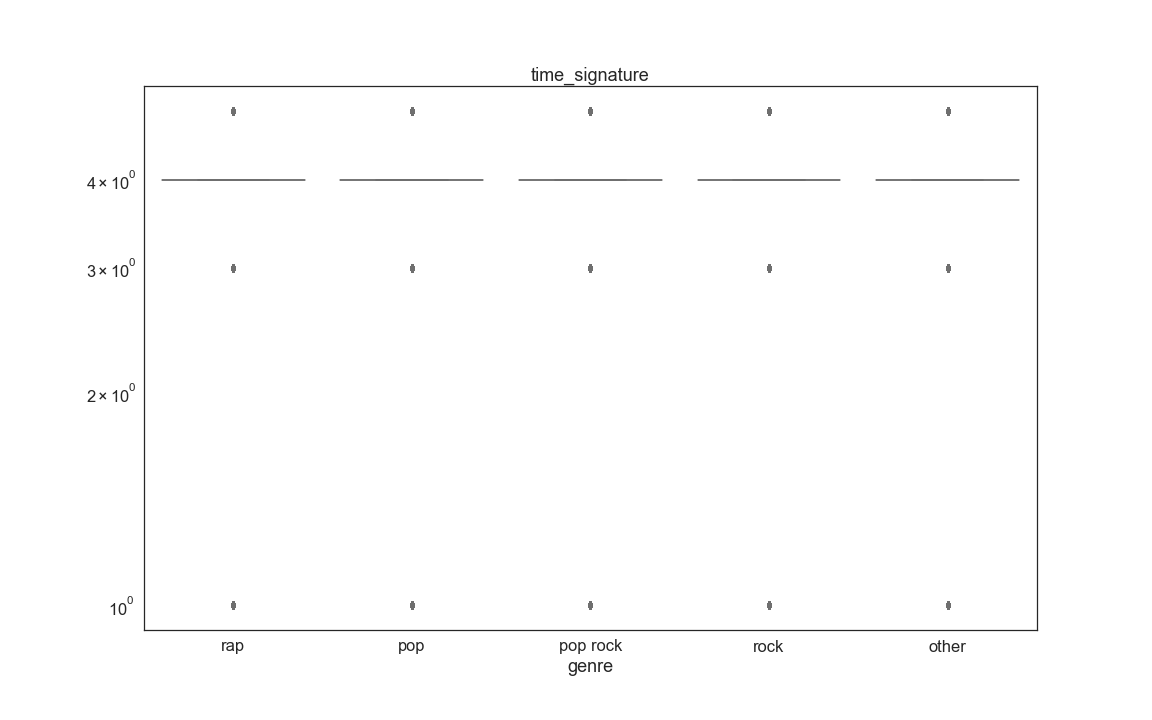 time_signature
4 × 10⁰
3 × 10⁰
2 × 10⁰
10⁰
rap pop pop rock rock other
genre